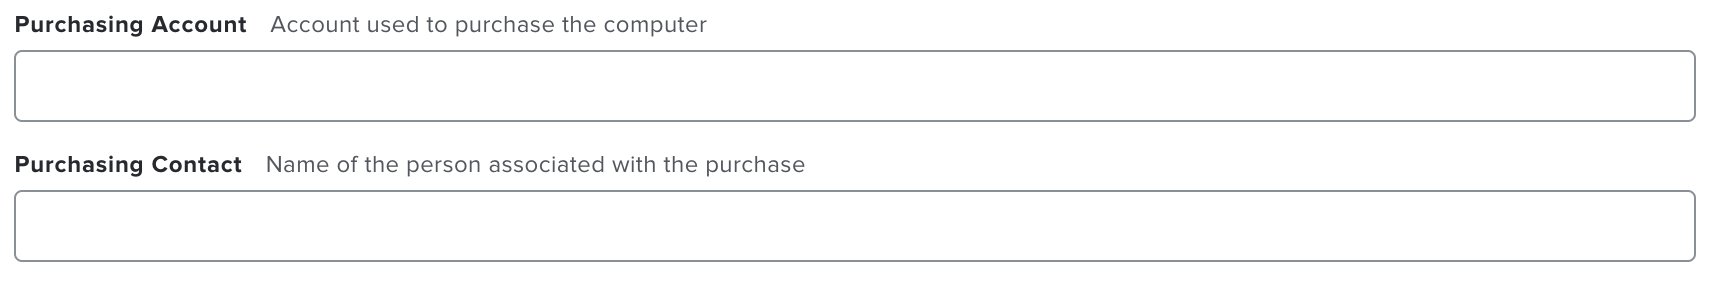 Purchasing Account Account used to purchase the computer
Purchasing Contact Name of the person associated with the purchase